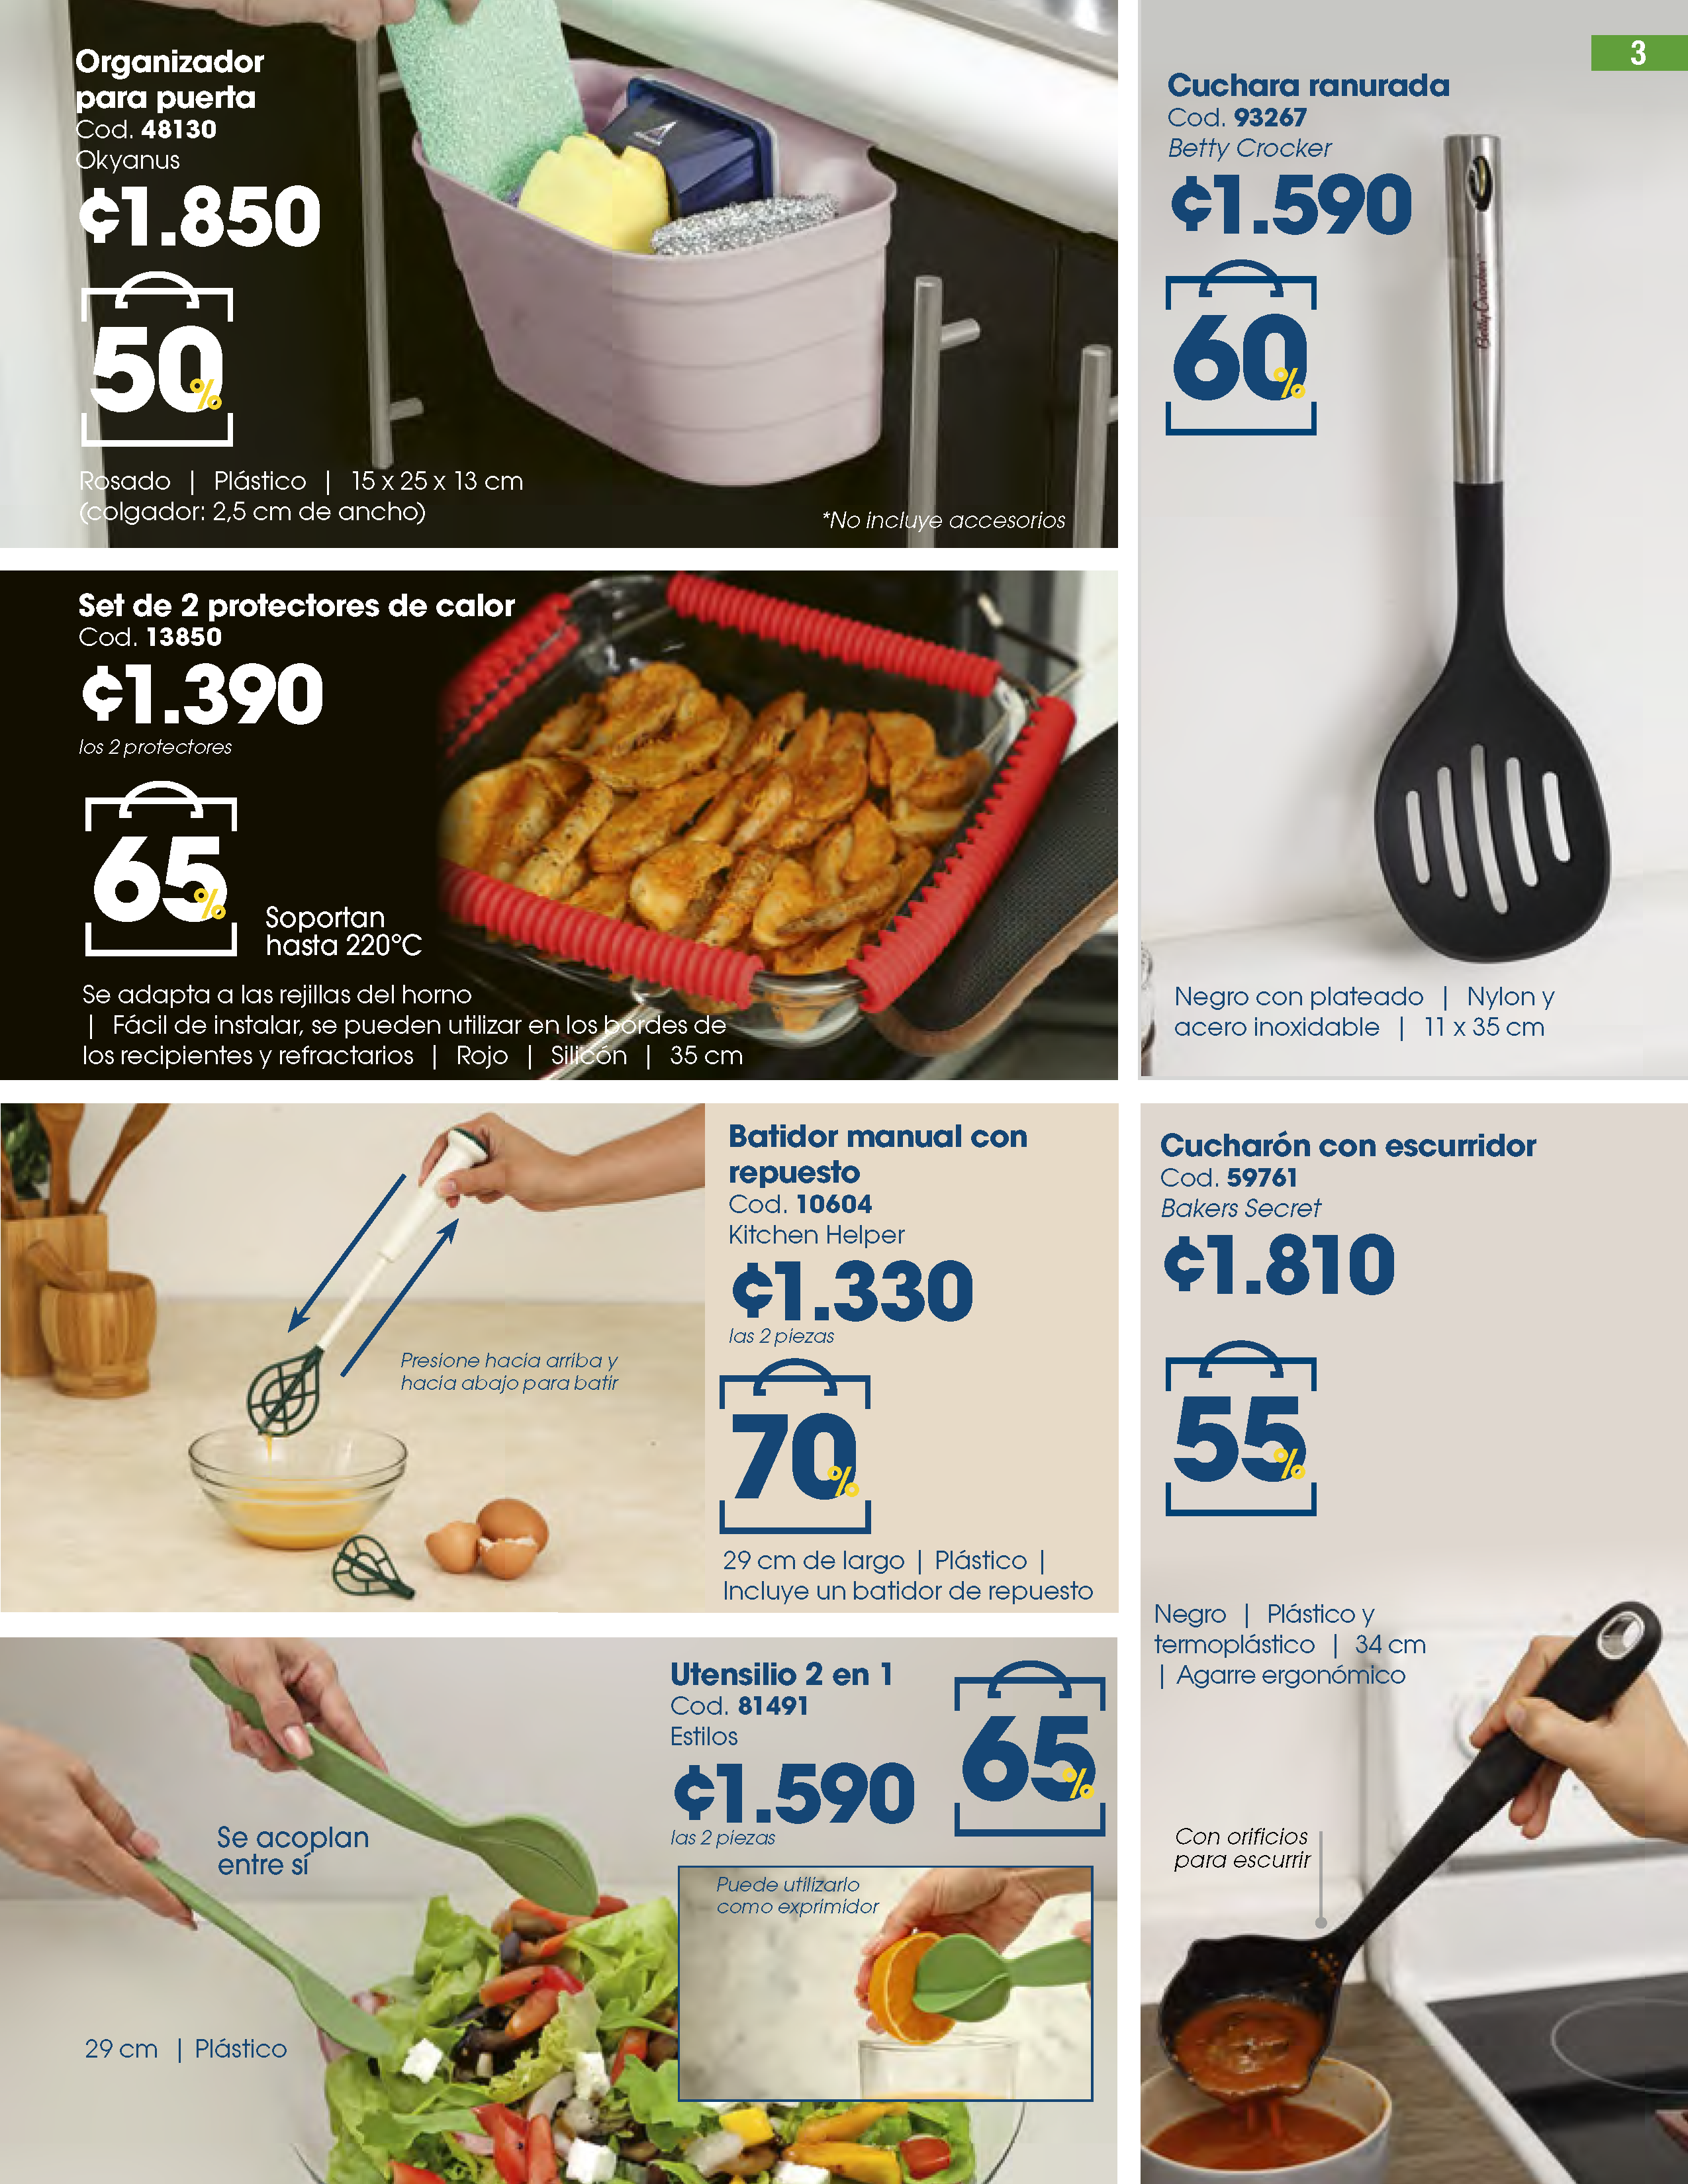 3
Organizador
para puerta
Cod. 48130
Okyanus
¢1.850
50%
Rosado | Plástico | 15 x 25 x 13 cm
(colgador: 2,5 cm de ancho)
*No incluye accesorios
Cuchara ranurada
Cod. 93267
Betty Crocker
¢1.590
60%
Betty Crocker
Negro con plateado | Nylon y
acero inoxidable | 11 x 35 cm
Set de 2 protectores de calor
Cod. 13850
¢1.390
los 2 protectores
65%
Soportan
hasta 220°C
Se adapta a las rejillas del horno
| Fácil de instalar, se pueden utilizar en los bordes de
los recipientes y refractarios | Rojo | Silicón | 35 cm
Batidor manual con
repuesto
Cod. 10604
Kitchen Helper
¢1.330
las 2 piezas
70%
Presione hacia arriba y
hacia abajo para batir
29 cm de largo | Plástico |
Incluye un batidor de repuesto
Cucharón con escurridor
Cod. 59761
Bakers Secret
¢1.810
55%
Negro | Plástico y
termoplástico | 34 cm
| Agarre ergonómico
Con orificios
para escurrir
Utensilio 2 en 1
Cod. 81491
Estilos
¢1.590
las 2 piezas
65%
Se acoplan
entre sí
Puede utilizarlo
como exprimidor
29 cm | Plástico